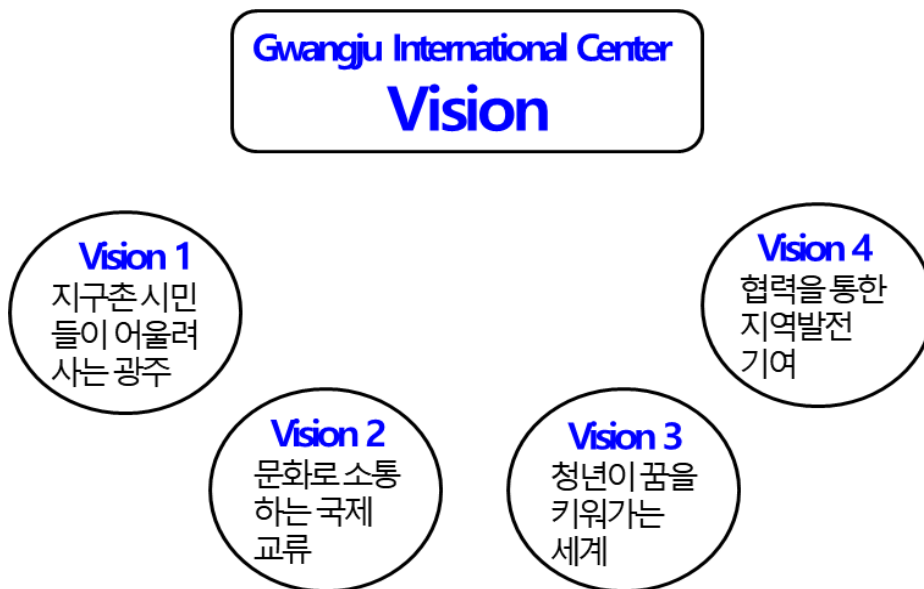 Gwangju International Center
Vision
Vision 1
지구촌 시민
들이 어울려
사는 광주
Vision 2
문화로 소통
하는 국제
교류
Vision 3
청년이 꿈을
키워가는
세계
Vision 4
협력을 통한
지역발전
기여